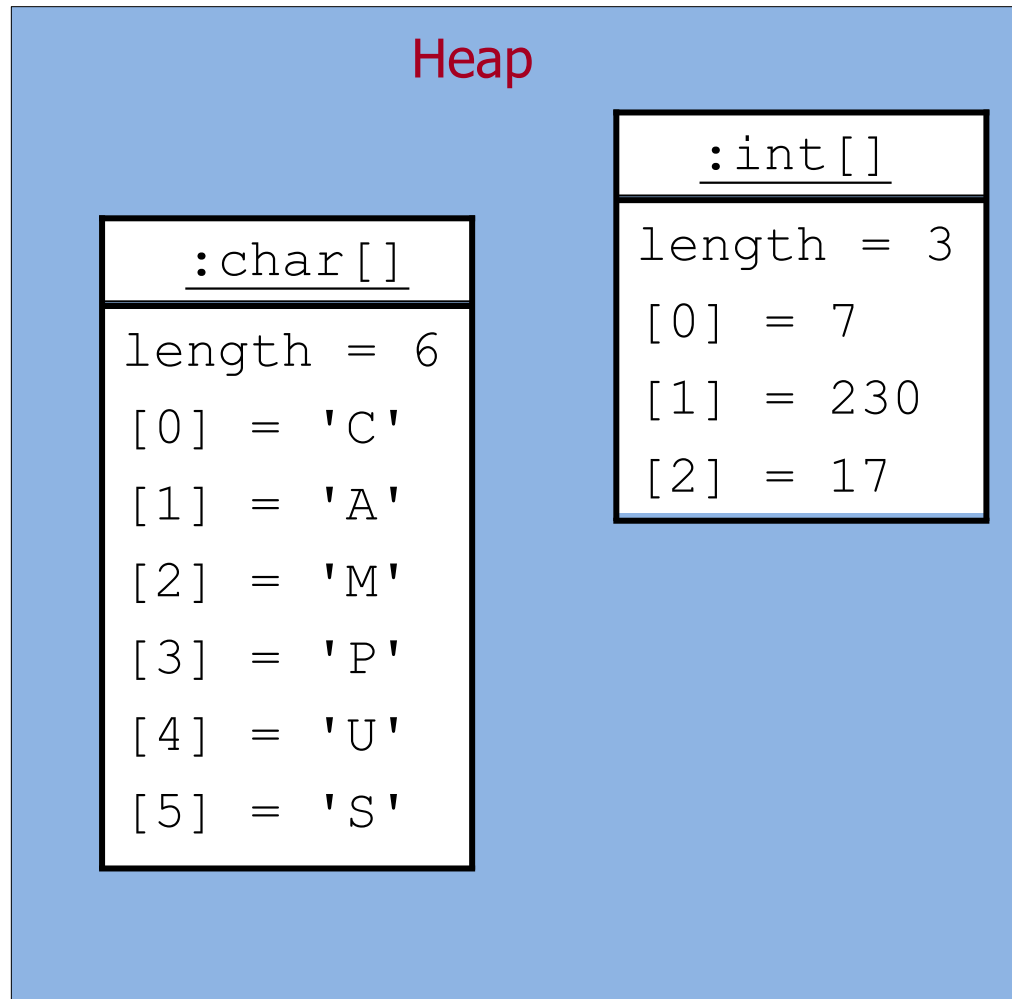 Heap
:char[]
length = 6
[0] = 'C'
[1] = 'A'
[2] = 'M'
[3] = 'P'
[4] = 'U'
[5] = 'S'
:int[]
length = 3
[0] = 7
[1] = 230
[2] = 17